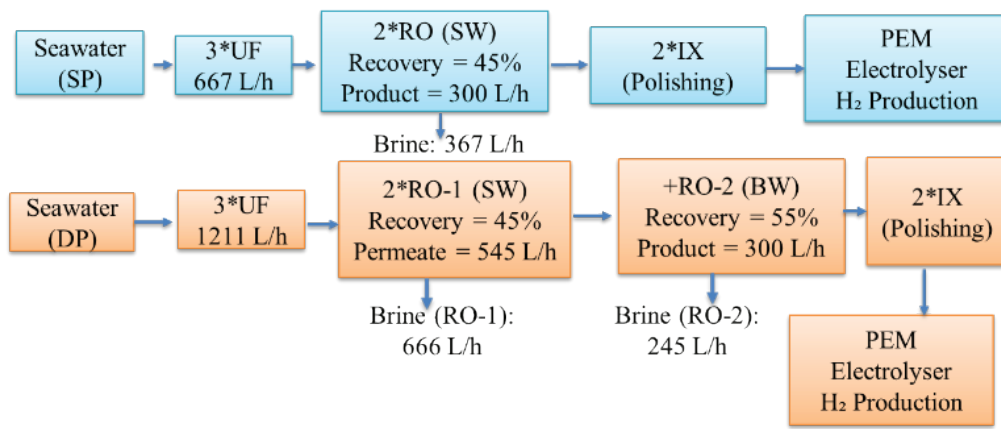 Seawater
(SP)
3*UF
667 L/h
2*RO (SW)
Recovery = 45%
Product = 300 L/h
2*IX
(Polishing)
PEM
Electrolyser
H₂ Production
Brine: 367 L/h
Seawater
(DP)
3*UF
1211 L/h
2*RO-1 (SW)
Recovery = 45%
Permeate = 545 L/h
+RO-2 (BW)
Recovery = 55%
Product = 300 L/h
2*IX
(Polishing)
Brine (RO-1):
666 L/h
Brine (RO-2):
245 L/h
PEM
Electrolyser
H₂ Production